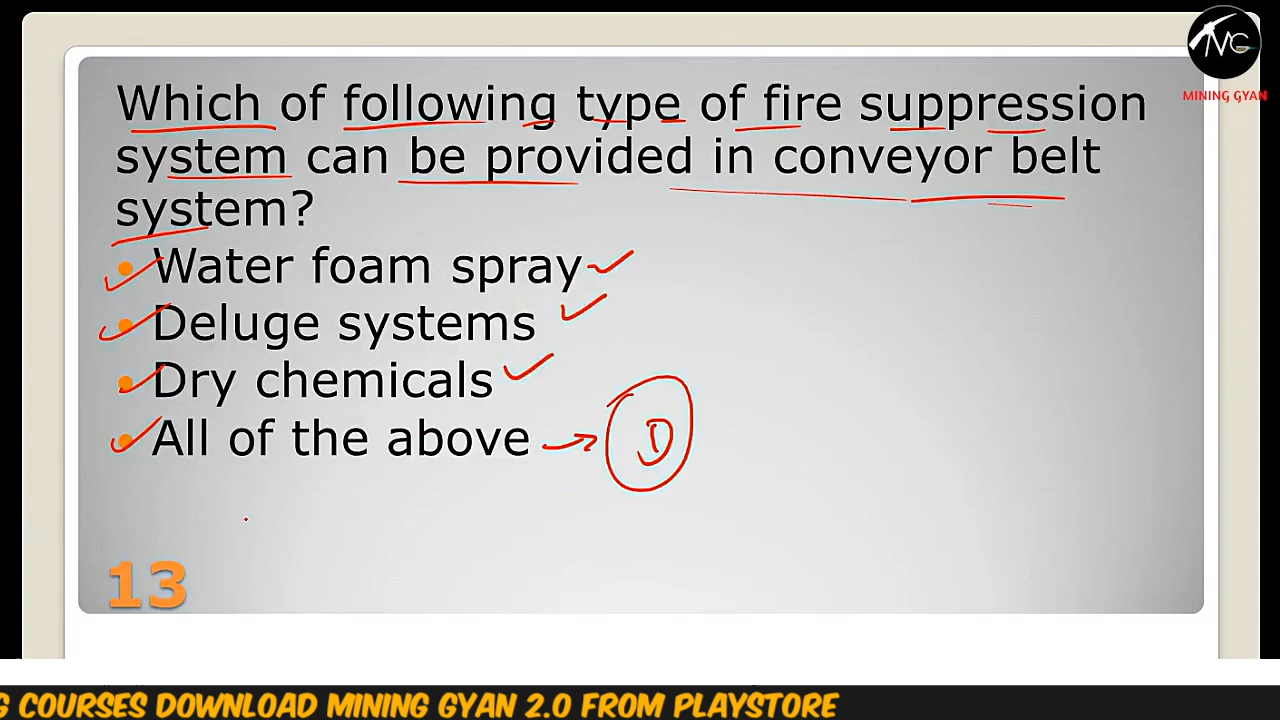 MC
MINING GYAN
Which of following type of fire suppression
system can be provided in conveyor belt
system?
• Water foam spray
• Deluge systems
• Dry chemicals
• All of the above → D
13
G COURSES DOWNLOAD MINING GYAN 2.0 FROM PLAYSTORE